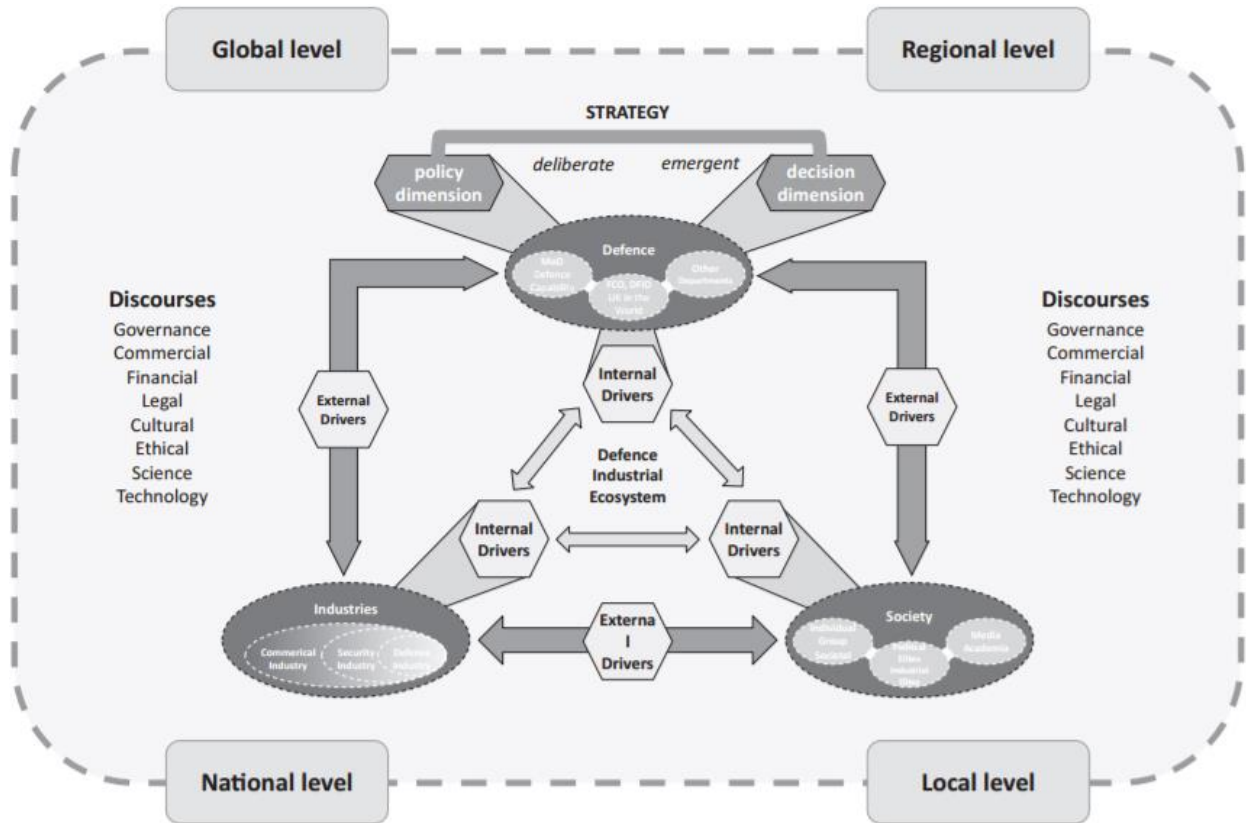 Global level
Regional level
STRATEGY
policy
dimension
deliberate
emergent
decision
dimension
Defence
MoD
Defence
Capability
FCO, DFID
UK in the
World
Other
Departments
Discourses
Governance
Commercial
Financial
Legal
Cultural
Ethical
Science
Technology
External
Drivers
Internal
Drivers
External
Drivers
Discourses
Governance
Commercial
Financial
Legal
Cultural
Ethical
Science
Technology
Defence
Industrial
Ecosystem
Internal
Drivers
Internal
Drivers
Industries
Commerical
Industry
Security
Industry
Defence
Industry
Externa
l
Drivers
Society
Individual
Group
Societal
Political
Elites
Industrial
Media
Academia
National level
Local level